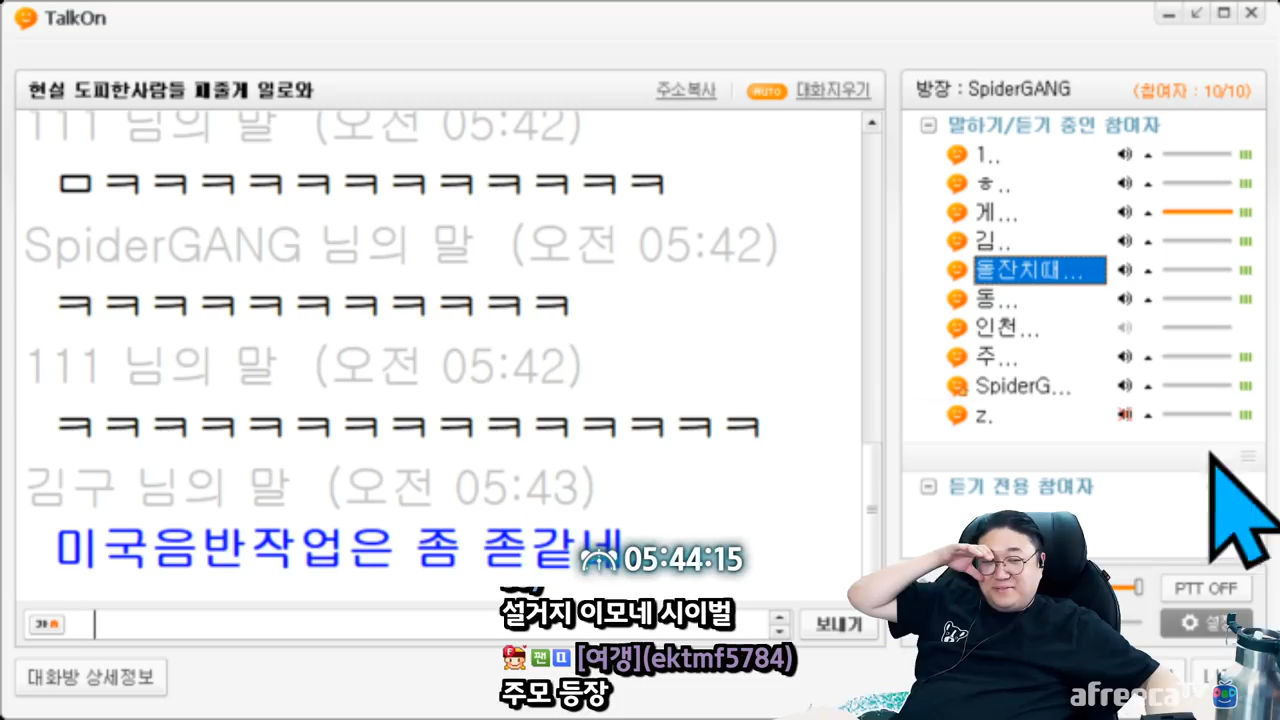 TalkOn
현실 도피한사람들 패줄게 일로와
주소복사
AUTO
대화지우기
111 님의 말 (오전 05:42)
ㅁㅋㅋㅋㅋㅋㅋㅋㅋㅋㅋㅋㅋ
SpiderGANG 님의 말 (오전 05:42)
ㅋㅋㅋㅋㅋㅋㅋㅋㅋㅋㅋ
111 님의 말 (오전 05:42)
ㅋㅋㅋㅋㅋㅋㅋㅋㅋㅋㅋㅋㅋㅋㅋ
김구 님의 말 (오전 05:43)
미국음반작업은 좀 좆같네
가
보내기
대화방 상세정보
방장 : SpiderGANG
(참여자 : 10/10)
말하기/듣기 중인 참여자
1..
ㅎ..
게...
김..
돌잔치때...
동...
인천...
주...
SpiderG...
z.
듣기 전용 참여자
PTT OFF
05:44:15
설거지 이모네 시이벌
팬 [여갱](ektmf5784)
주모 등장
afreecaTV